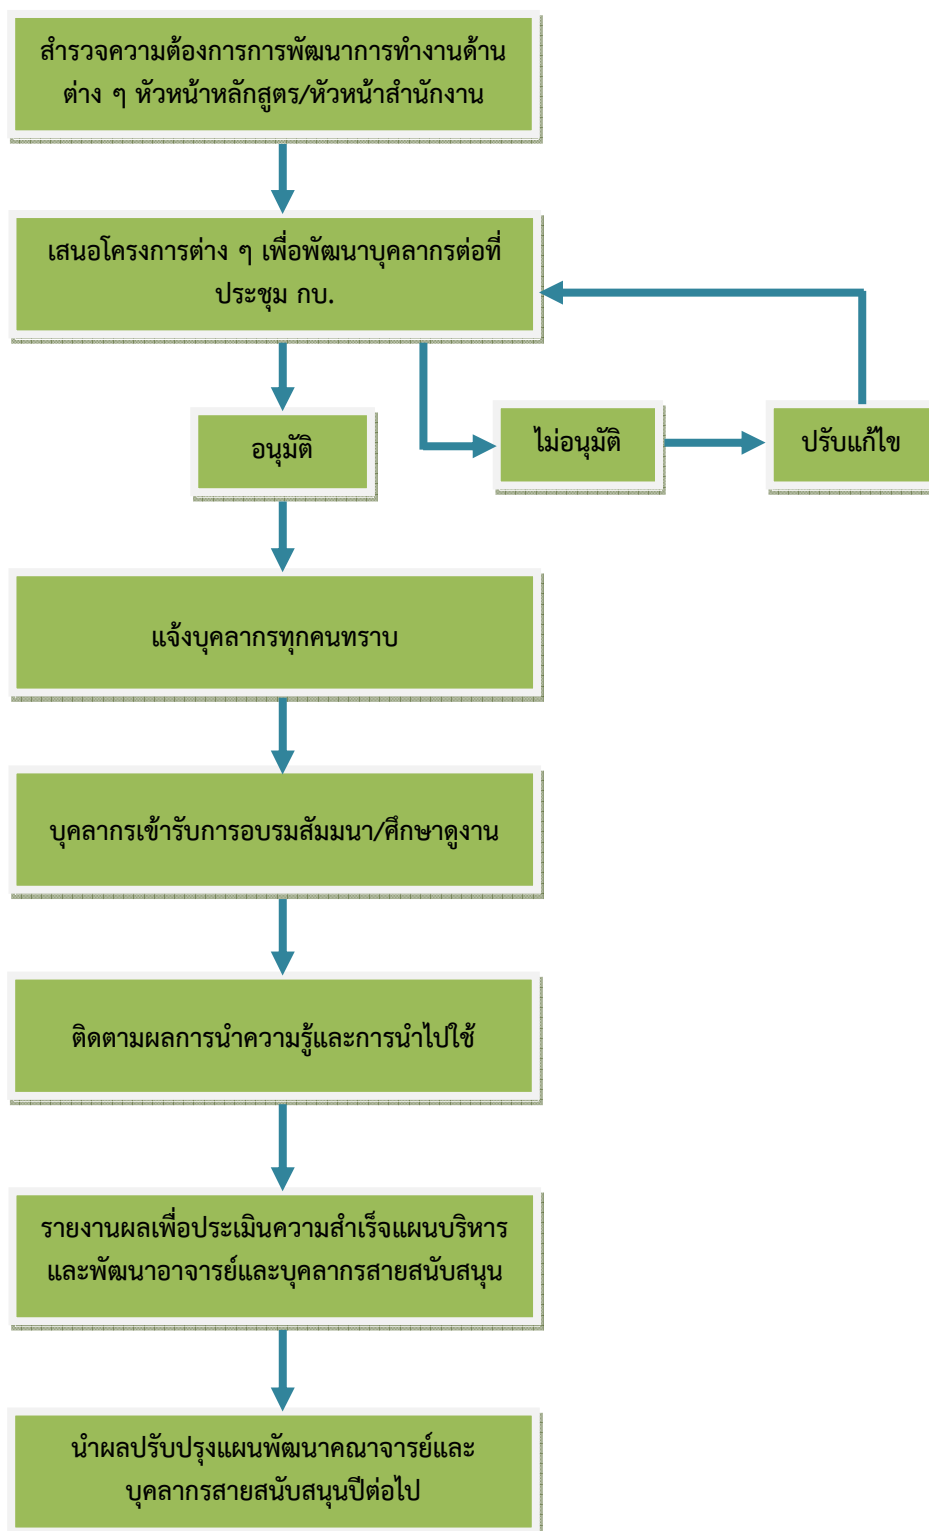 สำรวจความต้องการการพัฒนาการทำงานด้าน
ต่าง ๆ หัวหน้าหลักสูตร/หัวหน้าสำนักงาน
เสนอโครงการต่าง ๆ เพื่อพัฒนาบุคลากรต่อที่
ประชุม กบ.
อนุมัติ
ไม่อนุมัติ
ปรับแก้ไข
แจ้งบุคลากรทุกคนทราบ
บุคลากรเข้ารับการอบรมสัมมนา/ศึกษาดูงาน
ติดตามผลการนำความรู้และการนำไปใช้
รายงานผลเพื่อประเมินความสำเร็จแผนบริหาร
และพัฒนาอาจารย์และบุคลากรสายสนับสนุน
นำผลปรับปรุงแผนพัฒนาคณาจารย์และ
บุคลากรสายสนับสนุนปีต่อไป